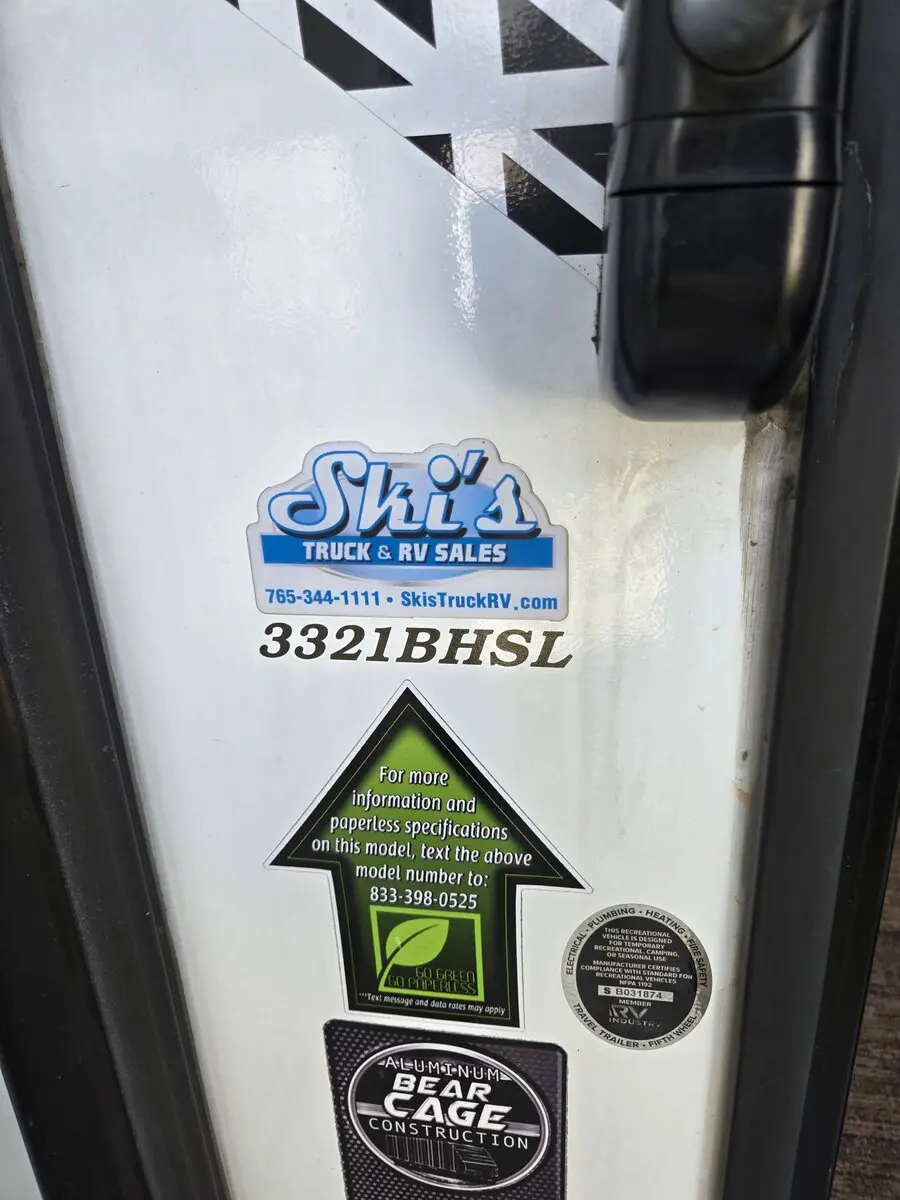 Ski's
TRUCK & RV SALES
765-344-1111 • SkisTruckRV.com
3321BHSL
For more
information and
paperless specifications
on this model, text the above
model number to:
833-398-0525
GO GREEN
GO PAPERLESS
***Text message and data rates may apply
ELECTRICAL • PLUMBING • HEATING • FIRE SAFETY
THIS RECREATIONAL
VEHICLE IS DESIGNED
FOR TEMPORARY
RECREATIONAL, CAMPING,
OR SEASONAL USE
MANUFACTURER CERTIFIES
COMPLIANCE WITH STANDARD FOR
RECREATIONAL VEHICLES
NFPA 1192
S B031874
MEMBER
RV
INDUSTRY
TRAVEL TRAILER • FIFTH WHEEL
ALUMINUM
BEAR
CAGE
CONSTRUCTION